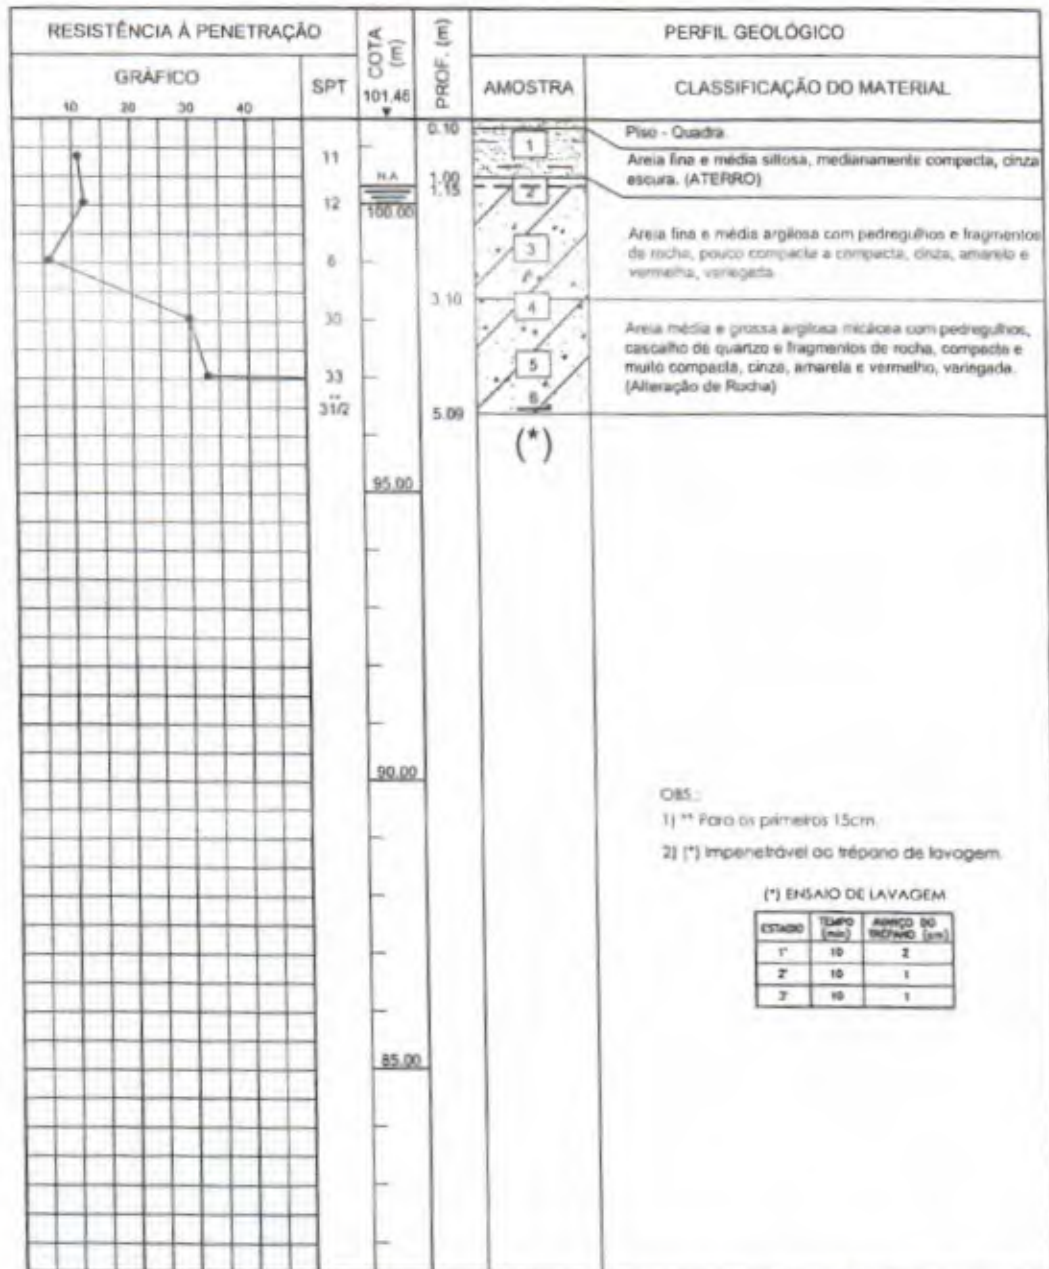 RESISTÊNCIA À PENETRAÇÃO
COTA (m)
PROF. (m)
PERFIL GEOLÓGICO
GRÁFICO
SPT
101.46
AMOSTRA
CLASSIFICAÇÃO DO MATERIAL
10 20 30 40
0.10
Piso - Quadra
11
1
Areia fina e média siltosa, medianamente compacta, cinza
escura. (ATERRO)
N.A
1.00
1.15
12
100.00
2
6
3
Areia fina e média argilosa com pedregulhos e fragmentos
de rocha, pouco compacta a compacta, cinza, amarelo e
vermelha, variegada
3.10
30
4
Areia média e grossa argilosa micácea com pedregulhos,
cascalho de quartzo e fragmentos de rocha, compacta e
muito compacta, cinza, amarela e vermelho, variegada.
(Alteração de Rocha)
33
5
**
31/2
6
5.09
(*)
95.00
90.00
OBS.:
1) ** Para os primeiros 15cm.
2) (*) Impenetrável ao trépano de lavagem.
(*) ENSAIO DE LAVAGEM
ESTÁGIO TEMPO (min) AVANÇO DO TRÉPANO (cm)
1° 10 2
2° 10 1
3° 10 1
85.00